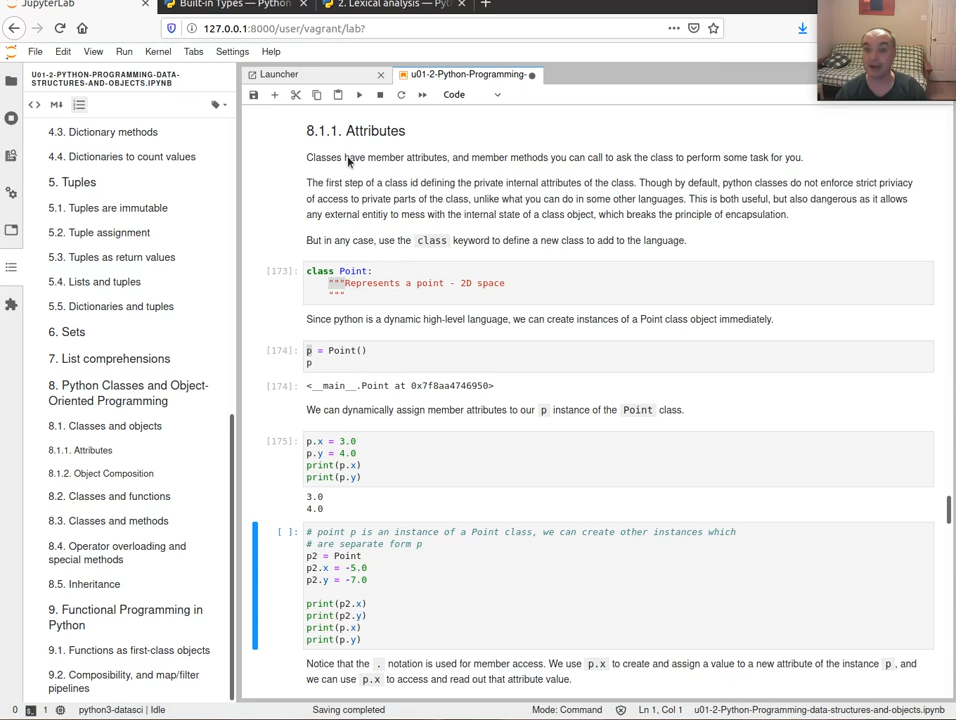 JupyterLab
Built-in Types — Python
2. Lexical analysis — Pyt
127.0.0.1:8000/user/vagrant/lab?
File Edit View Run Kernel Tabs Settings Help
U01-2-PYTHON-PROGRAMMING-DATA-
STRUCTURES-AND-OBJECTS.IPYNB
4.3. Dictionary methods
4.4. Dictionaries to count values
5. Tuples
5.1. Tuples are immutable
5.2. Tuple assignment
5.3. Tuples as return values
5.4. Lists and tuples
5.5. Dictionaries and tuples
6. Sets
7. List comprehensions
8. Python Classes and Object-
Oriented Programming
8.1. Classes and objects
8.1.1. Attributes
8.1.2. Object Composition
8.2. Classes and functions
8.3. Classes and methods
8.4. Operator overloading and
special methods
8.5. Inheritance
9. Functional Programming in
Python
9.1. Functions as first-class objects
9.2. Composibility, and map/filter
pipelines
Launcher
u01-2-Python-Programming-
Code
8.1.1. Attributes
Classes have member attributes, and member methods you can call to ask the class to perform some task for you.
The first step of a class id defining the private internal attributes of the class. Though by default, python classes do not enforce strict privacy
of access to private parts of the class, unlike what you can do in some other languages. This is both useful, but also dangerous as it allows
any external entitiy to mess with the internal state of a class object, which breaks the principle of encapsulation.
But in any case, use the class keyword to define a new class to add to the language.
[173]: class Point:
"""Represents a point - 2D space
"""
Since python is a dynamic high-level language, we can create instances of a Point class object immediately.
[174]: p = Point()
p
[174]: <__main__.Point at 0x7f8aa4746950>
We can dynamically assign member attributes to our p instance of the Point class.
[175]: p.x = 3.0
p.y = 4.0
print(p.x)
print(p.y)
3.0
4.0
[ ]: # point p is an instance of a Point class, we can create other instances which
# are separate form p
p2 = Point
p2.x = -5.0
p2.y = -7.0
print(p2.x)
print(p2.y)
print(p.x)
print(p.y)
Notice that the . notation is used for member access. We use p.x to create and assign a value to a new attribute of the instance p , and
we can use p.x to access and read out that attribute value.
0 1 python3-datasci | Idle Saving completed Mode: Command Ln 1, Col 1 u01-2-Python-Programming-data-structures-and-objects.ipynb